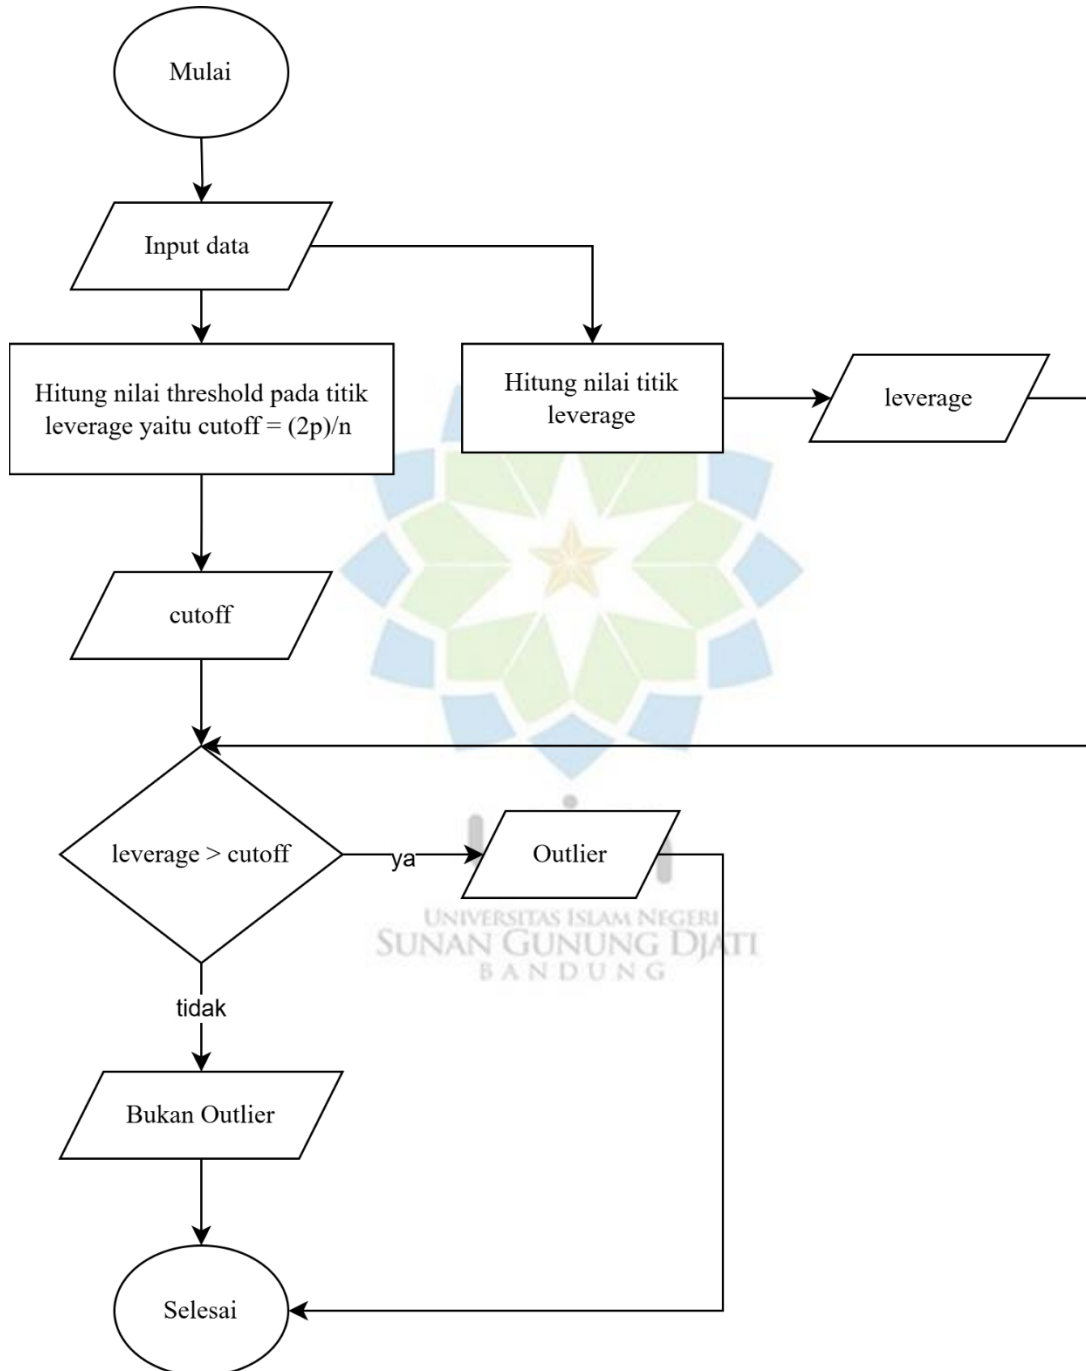 Mulai
Input data
Hitung nilai threshold pada titik
leverage yaitu cutoff = (2p)/n
Hitung nilai titik
leverage
leverage
cutoff
leverage > cutoff
ya
Outlier
UNIVERSITAS ISLAM NEGERI
SUNAN GUNUNG DJATI
BANDUNG
tidak
Bukan Outlier
Selesai